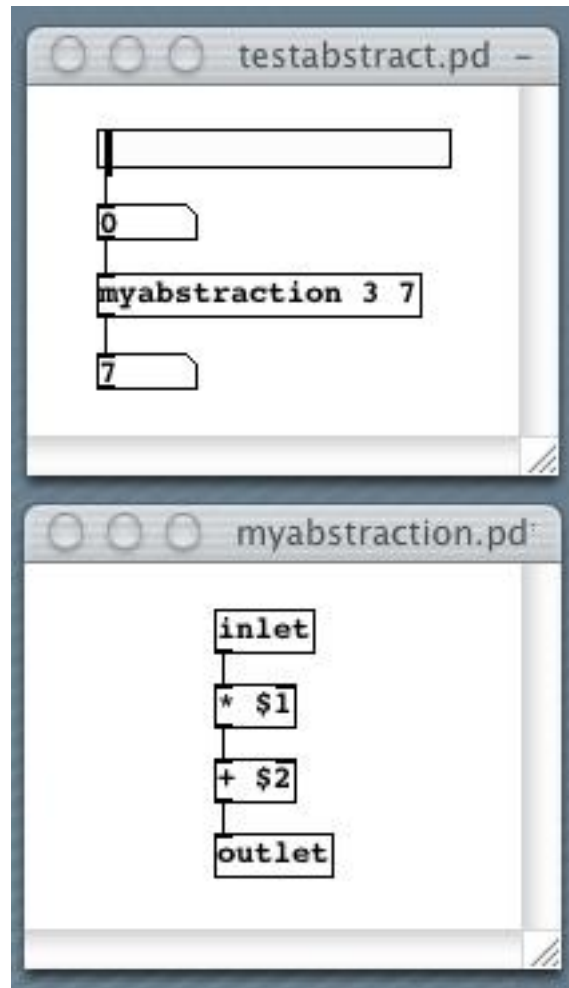 testabstract.pd –
0
myabstraction 3 7
7
myabstraction.pd
inlet
* $1
+ $2
outlet